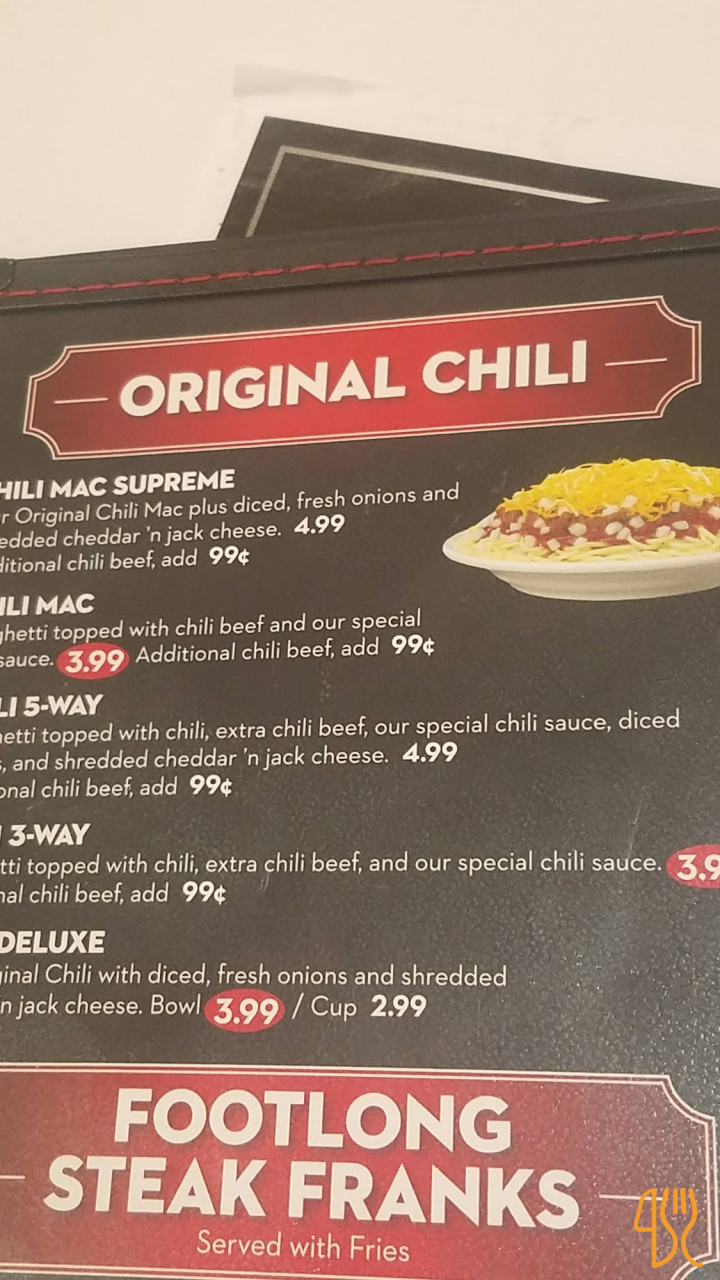 ORIGINAL CHILI
HILI MAC SUPREME
r Original Chili Mac plus diced, fresh onions and
edded cheddar 'n jack cheese. 4.99
ditional chili beef, add 99¢
ILI MAC
ghetti topped with chili beef and our special
sauce. 3.99 Additional chili beef, add 99¢
LI 5-WAY
etti topped with chili, extra chili beef, our special chili sauce, diced
s, and shredded cheddar 'n jack cheese. 4.99
onal chili beef, add 99¢
I 3-WAY
tti topped with chili, extra chili beef, and our special chili sauce. 3.9
nal chili beef, add 99¢
DELUXE
ginal Chili with diced, fresh onions and shredded
'n jack cheese. Bowl 3.99 / Cup 2.99
FOOTLONG
STEAK FRANKS
Served with Fries